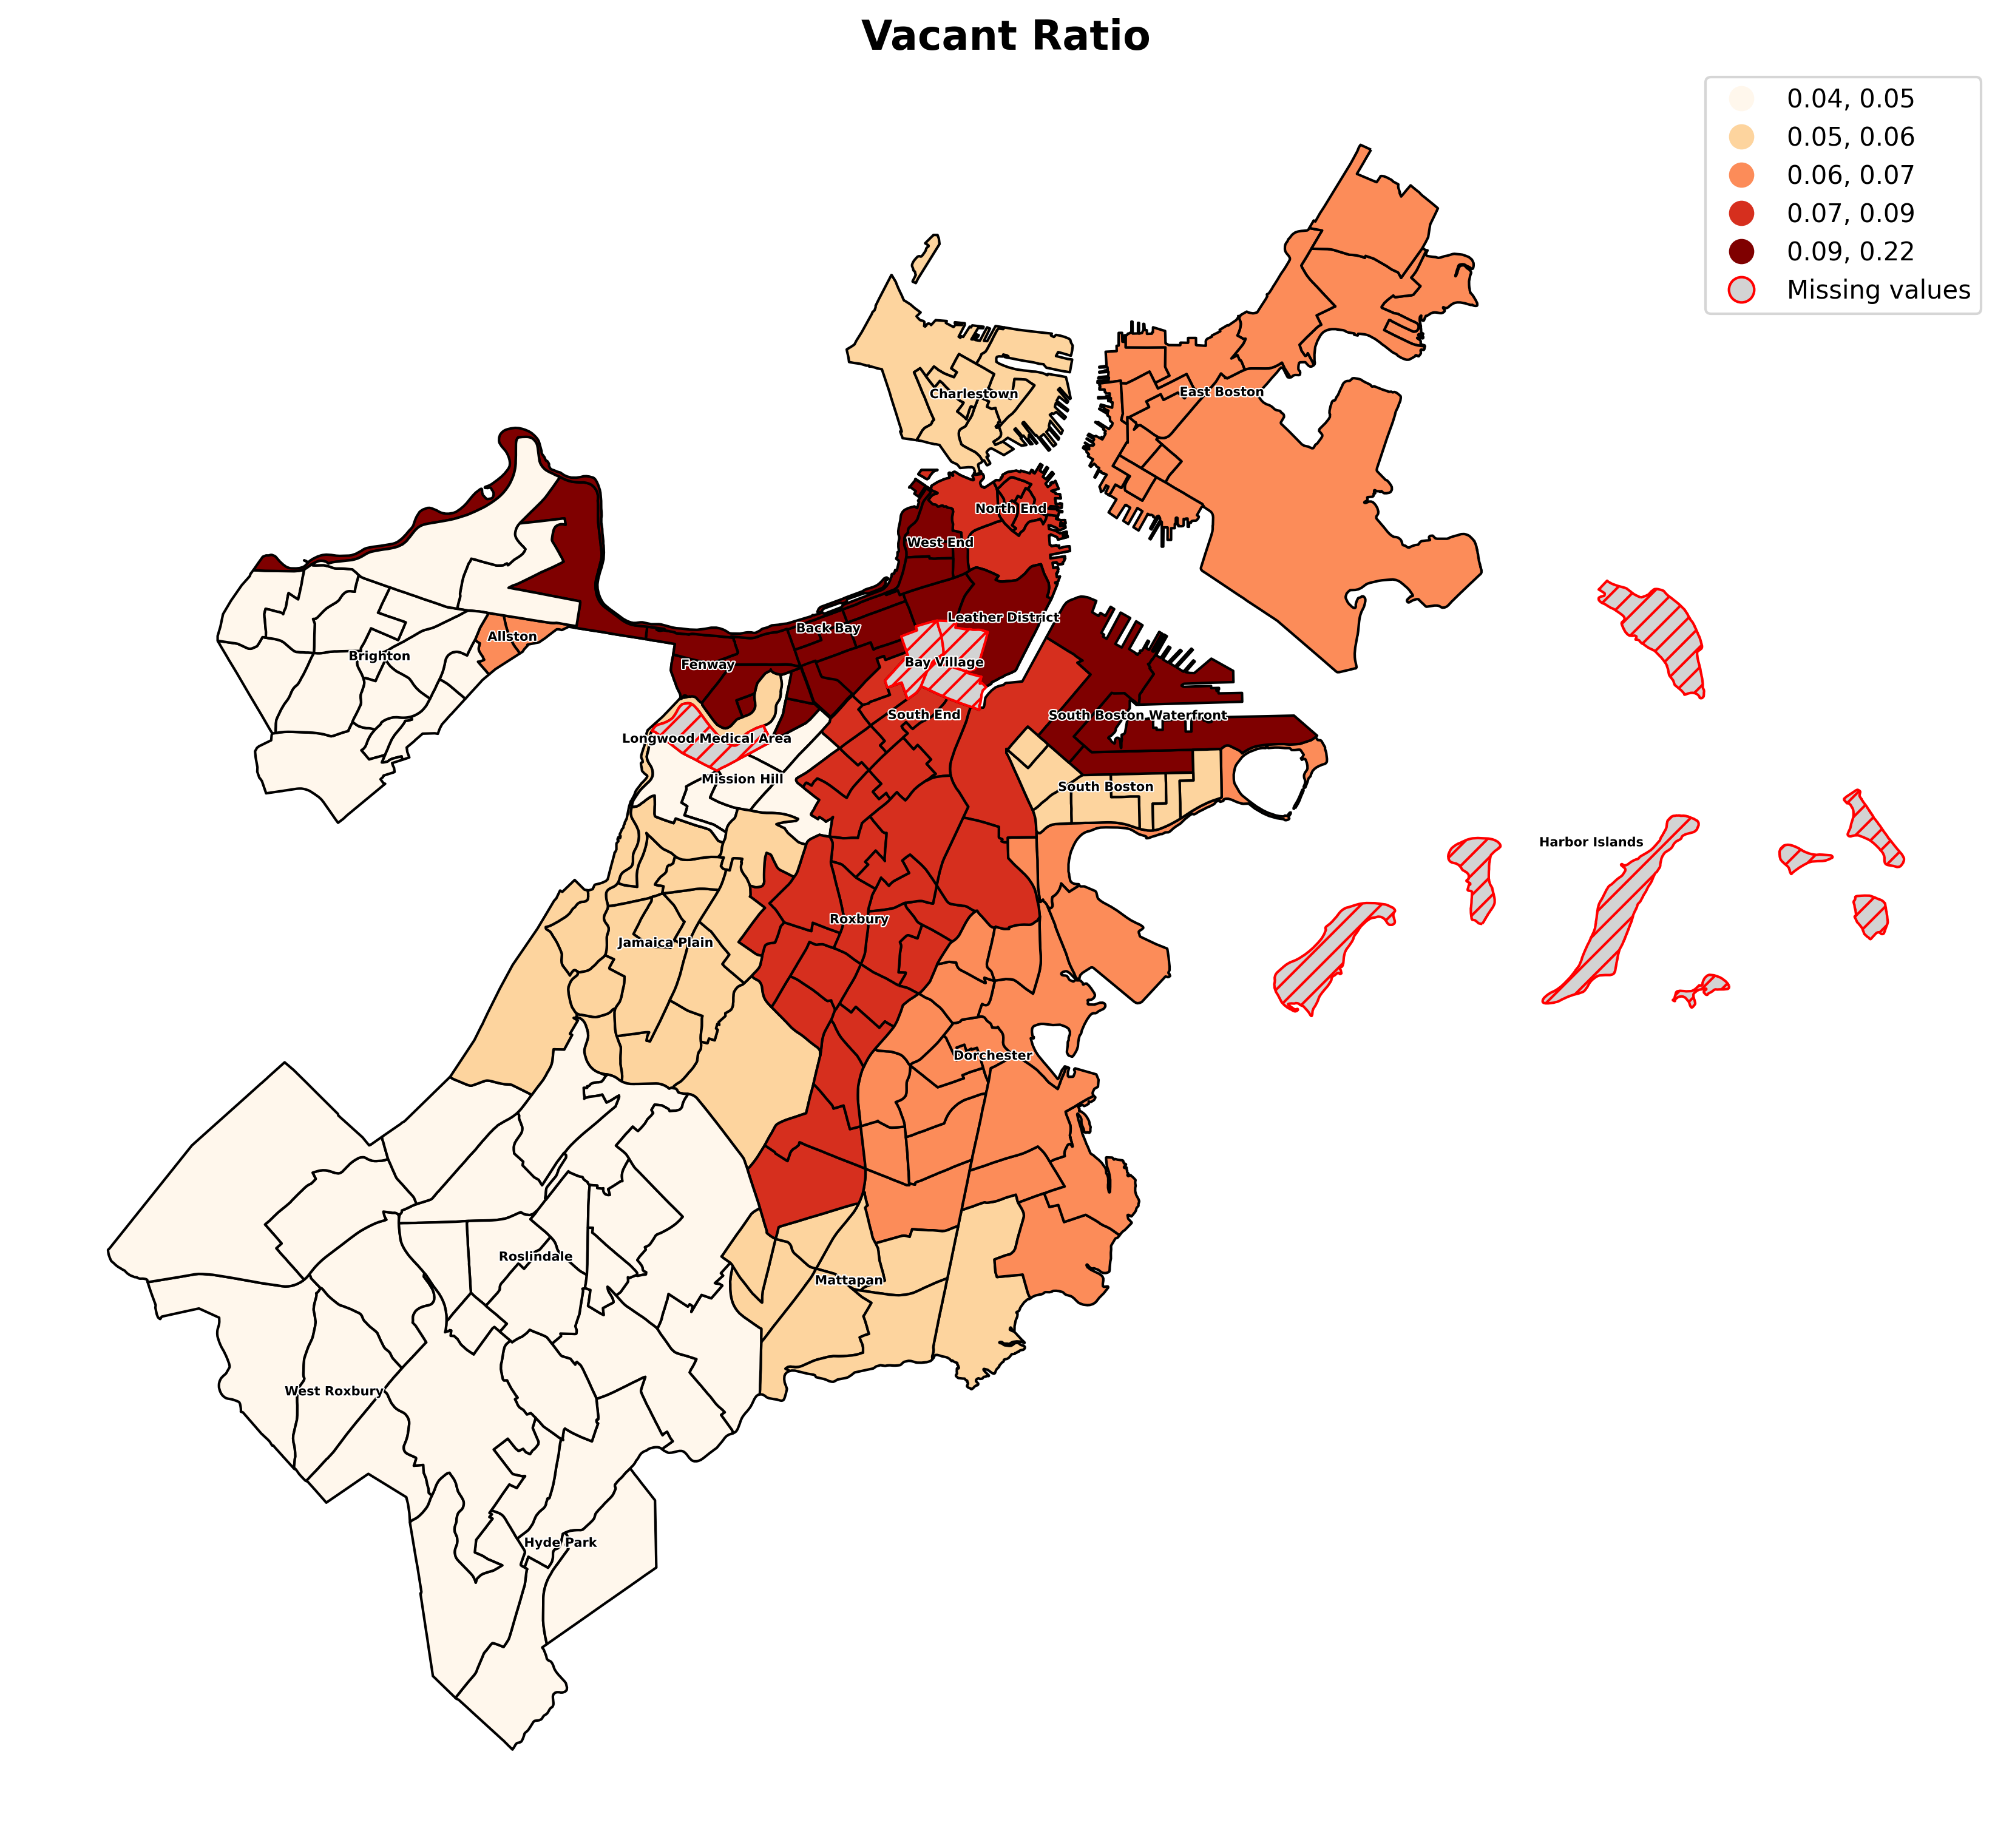 Vacant Ratio
0.04, 0.05
0.05, 0.06
0.06, 0.07
0.07, 0.09
0.09, 0.22
Missing values
Charlestown
East Boston
North End
West End
Leather District
Back Bay
Allston
Brighton
Fenway
Bay Village
South End
South Boston Waterfront
Longwood Medical Area
Mission Hill
South Boston
Harbor Islands
Roxbury
Jamaica Plain
Dorchester
Roslindale
Mattapan
West Roxbury
Hyde Park